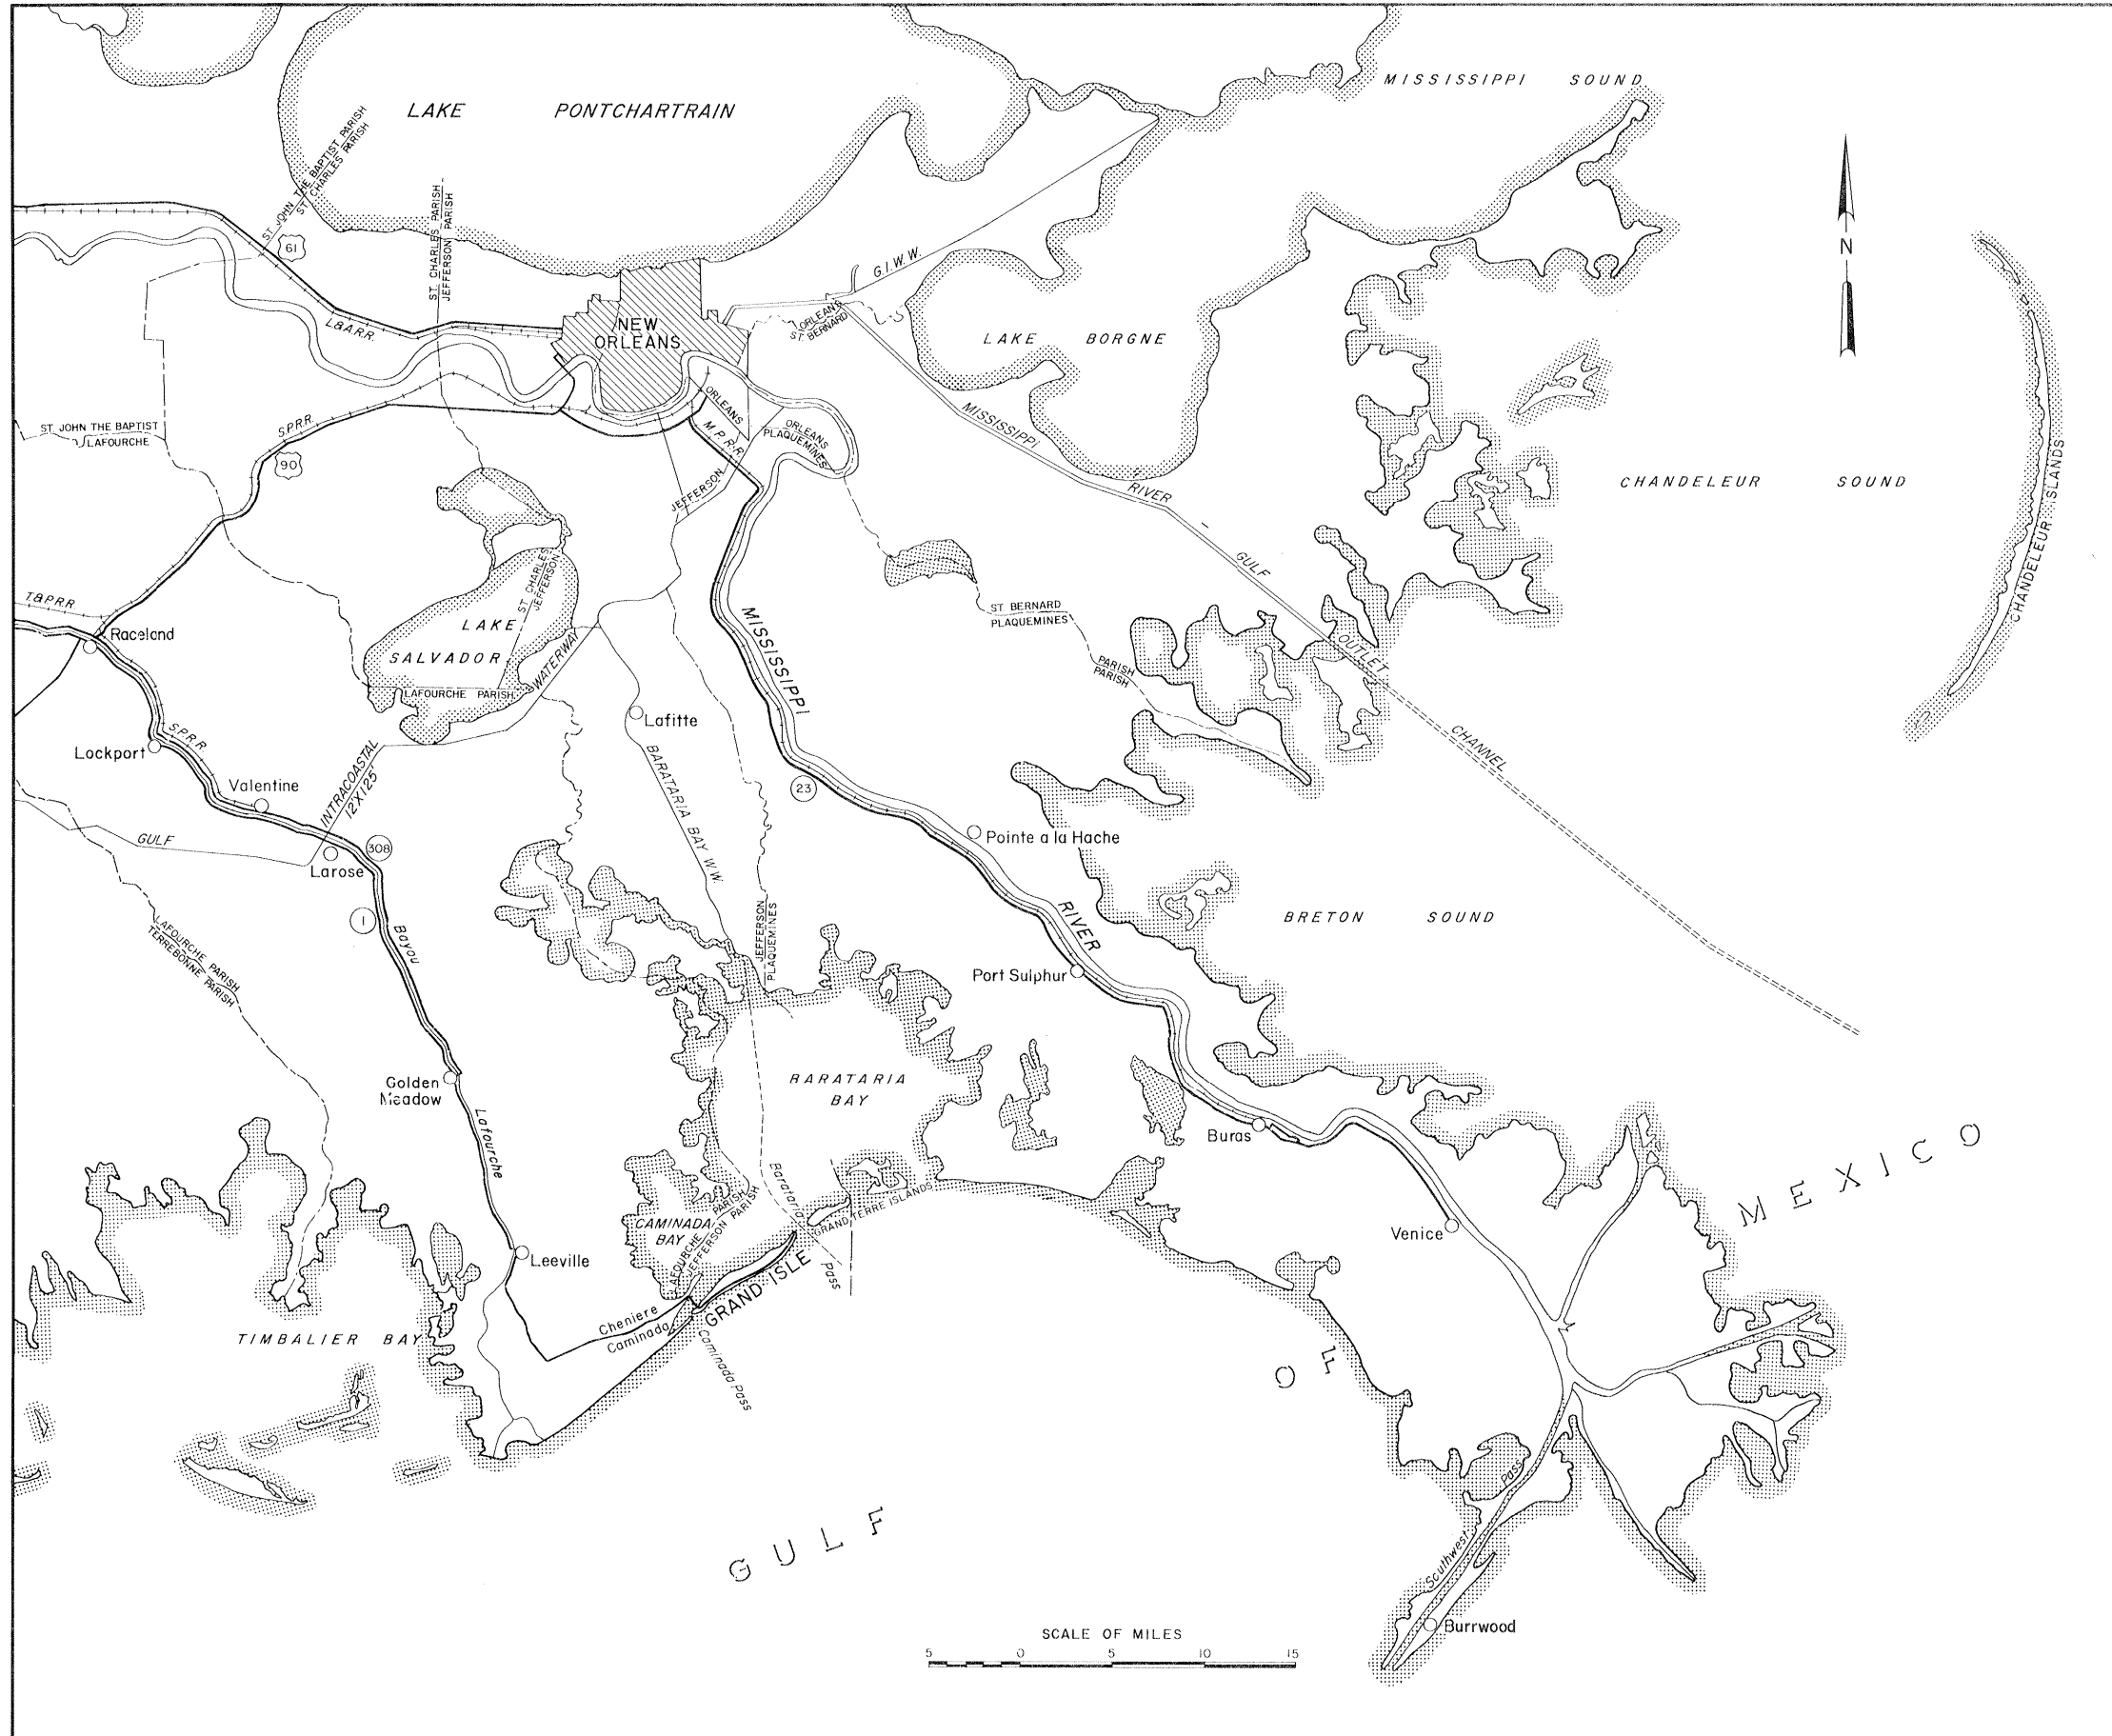 MISSISSIPPI SOUND
LAKE PONTCHARTRAIN
ST. JOHN THE BAPTIST PARISH
ST. CHARLES PARISH
ST. CHARLES PARISH
JEFFERSON PARISH
61
N
G.I.W.W.
L&A.R.R.
NEW
ORLEANS
ORLEANS
ST. BERNARD
LAKE BORGNE
S.P.R.R.
ST. JOHN THE BAPTIST
LAFOURCHE
ORLEANS
M.P.R.R.
ORLEANS
PLAQUEMINES
MISSISSIPPI
RIVER
-
GULF
OUTLET
CHANNEL
90
JEFFERSON
CHANDELEUR SOUND
CHANDELEUR ISLANDS
ST CHARLES
JEFFERSON
T&P.R.R.
Raceland
LAKE
SALVADOR
LAFOURCHE PARISH
WATERWAY
ST BERNARD
PLAQUEMINES
PARISH
PARISH
MISSISSIPPI
Lafitte
S.P.R.R.
Lockport
Valentine
INTRACOASTAL
12'X125'
BARATARIA BAY W.W.
23
GULF
308
Larose
Pointe a la Hache
1
Bayou
LAFOURCHE PARISH
TERREBONNE PARISH
JEFFERSON
PLAQUEMINES
RIVER
BRETON SOUND
Port Sulphur
Golden
Meadow
BARATARIA
BAY
Lafourche
Buras
Barataria
Pass
CAMINADA
BAY
LAFOURCHE PARISH
JEFFERSON PARISH
GRAND TERRE ISLANDS
Venice
Leeville
GRAND ISLE
Cheniere
Caminada
Caminada Pass
TIMBALIER BAY
GULF OF MEXICO
Southwest Pass
Burrwood
SCALE OF MILES
5 0 5 10 15